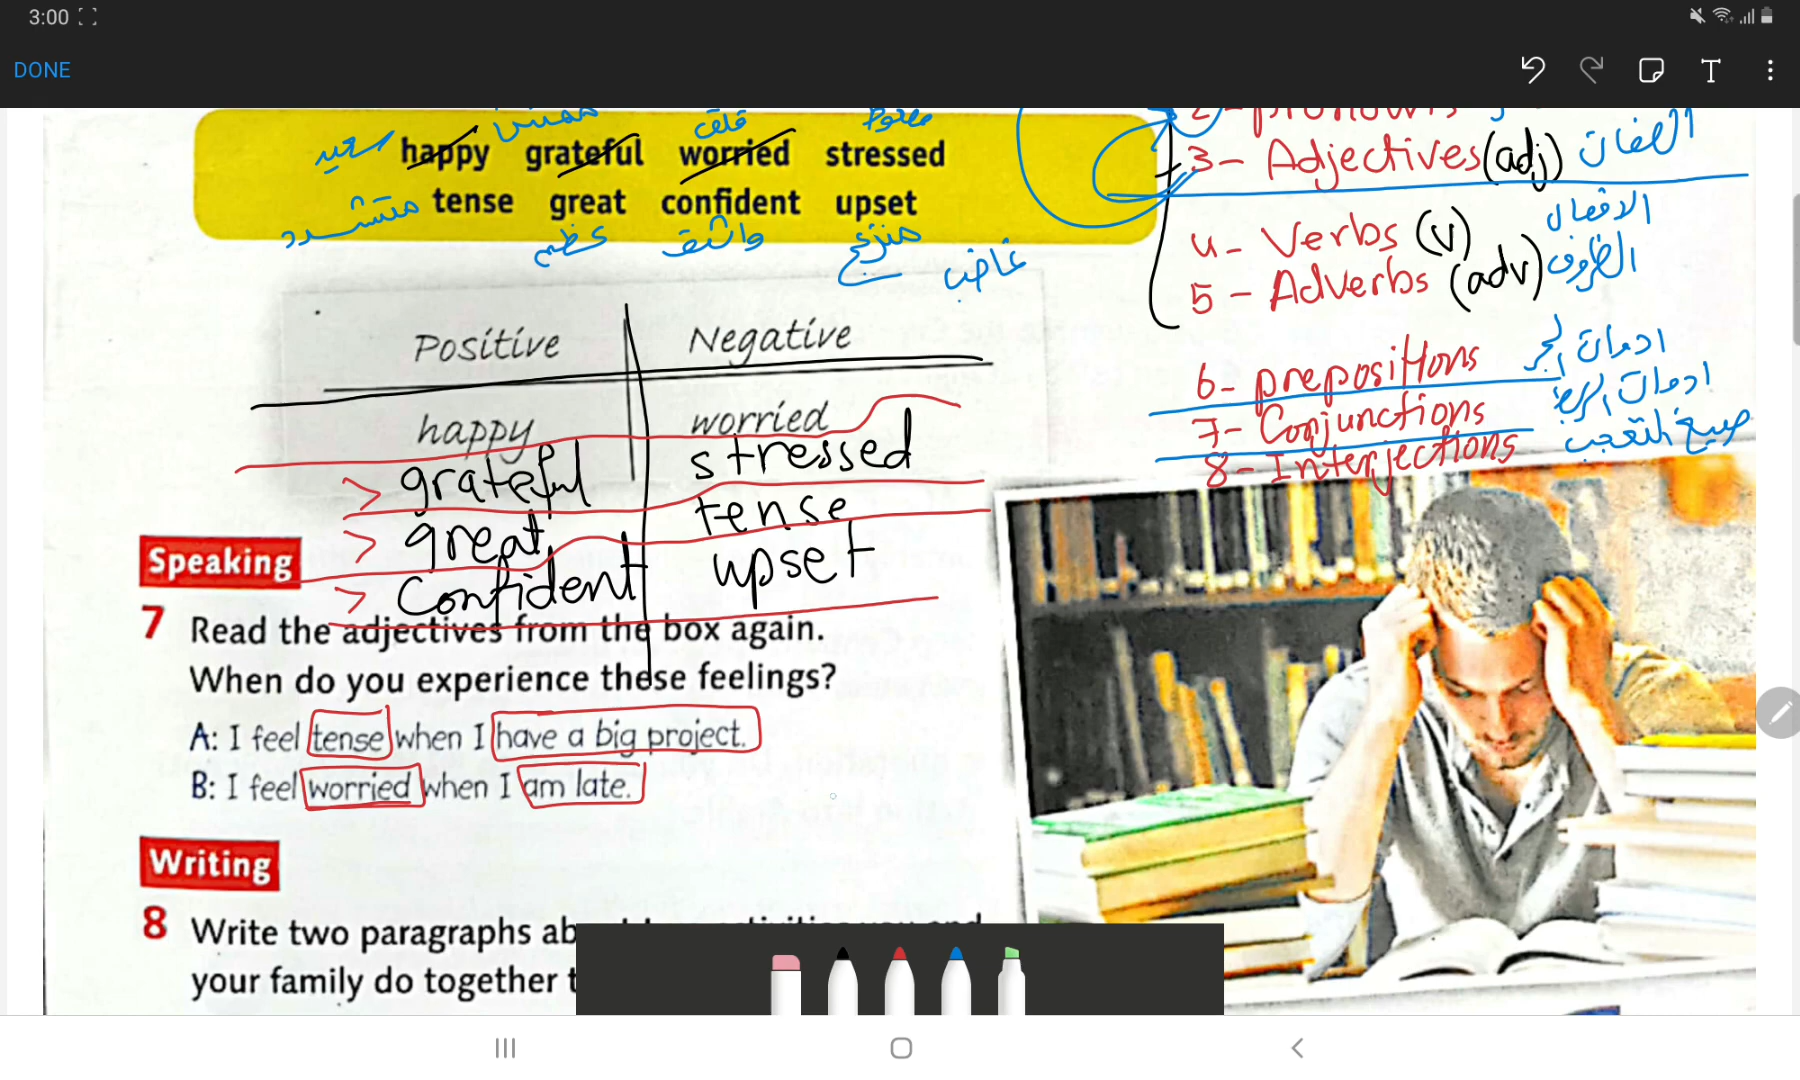 3:00
DONE
T
ممتن قلق
سعيد happy grateful worried stressed
متشدد tense great confident upset
عظيم واثق منزعج غاضب
2- pronouns
3- Adjectives (adj) الصفات
4- Verbs (v) الافعال
5- Adverbs (adv) الظروف
6- prepositions ادوات الجر
7- Conjunctions ادوات الربط
8- Interjections صيغ التعجب
Positive Negative
happy worried
> grateful stressed
> great tense
> confident upset
Speaking
7 Read the adjectives from the box again.
When do you experience these feelings?
A: I feel tense when I have a big project.
B: I feel worried when I am late.
Writing
8 Write two paragraphs
your family do together